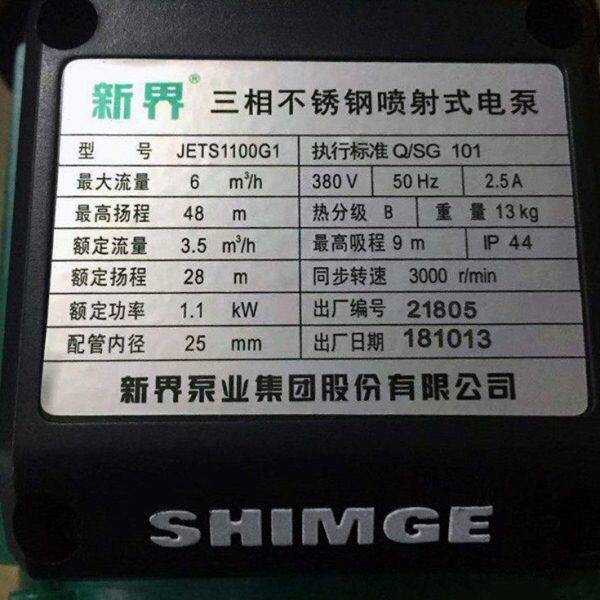 新界® 三相不锈钢喷射式电泵
型 号 JETS1100G1 执行标准 Q/SG 101
最大流量 6 m³/h 380 V 50 Hz 2.5 A
最高扬程 48 m 热分级 B 重 量 13 kg
额定流量 3.5 m³/h 最高吸程 9 m IP 44
额定扬程 28 m 同步转速 3000 r/min
额定功率 1.1 kW 出厂编号 21805
配管内径 25 mm 出厂日期 181013
新界泵业集团股份有限公司
SHIMGE